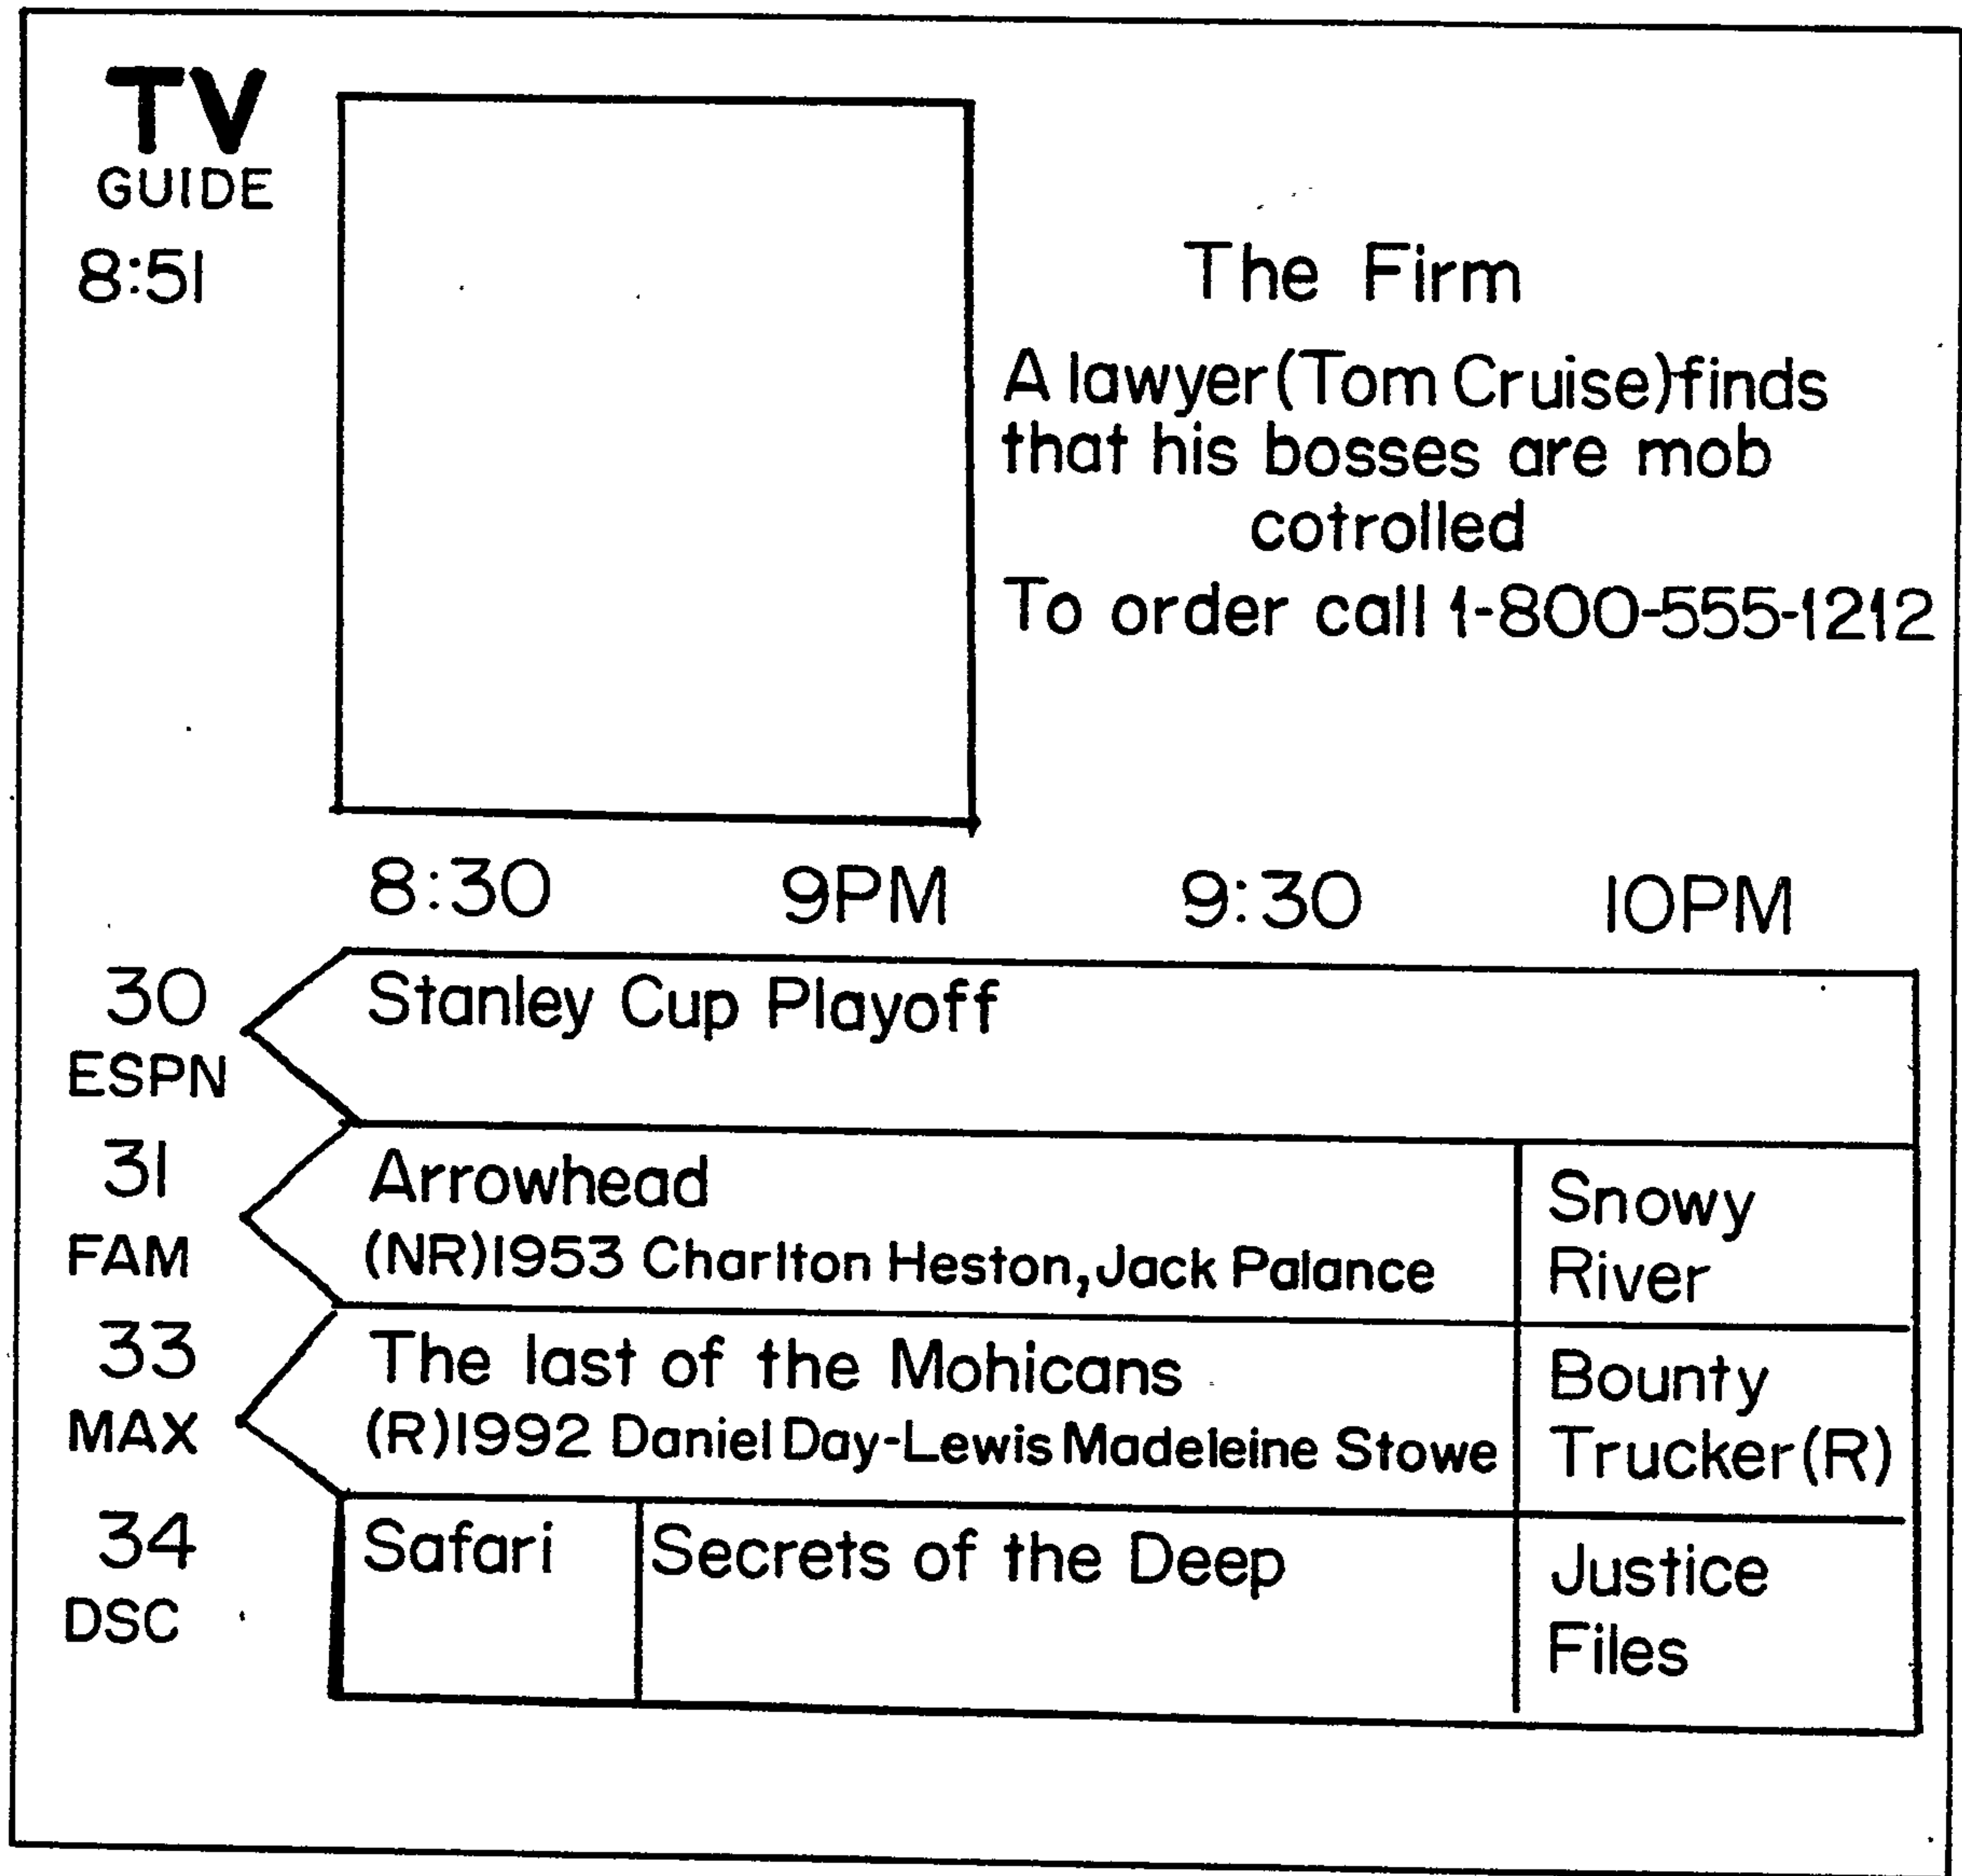 TV
GUIDE
8:51
The Firm
A lawyer(Tom Cruise)finds
that his bosses are mob
cotrolled
To order call 1-800-555-1212
8:30 9PM 9:30 10PM
30
ESPN
Stanley Cup Playoff
31
FAM
Arrowhead
(NR)1953 Charlton Heston,Jack Palance
Snowy
River
33
MAX
The last of the Mohicans
(R)1992 Daniel Day-Lewis Madeleine Stowe
Bounty
Trucker(R)
34
DSC
Safari
Secrets of the Deep
Justice
Files